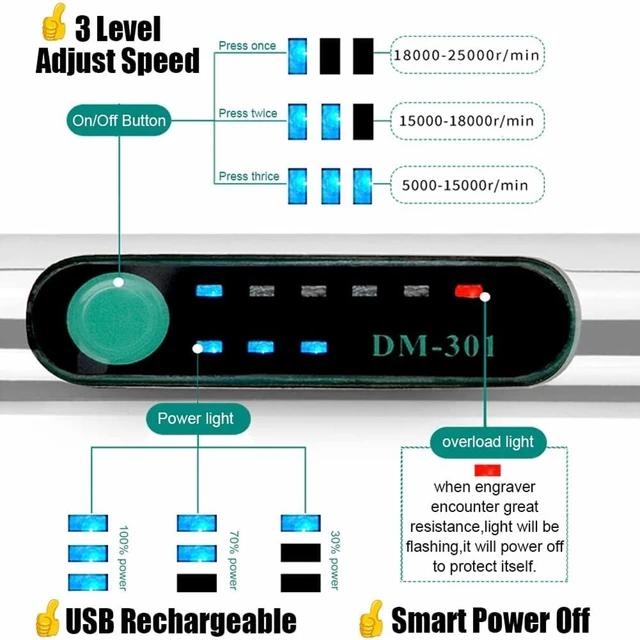 3 Level
Adjust Speed
Press once
18000-25000r/min
On/Off Button
Press twice
15000-18000r/min
Press thrice
5000-15000r/min
DM-301
Power light
overload light
when engraver
encounter great
resistance,light will be
flashing,it will power off
to protect itself.
100% power
70% power
30% power
USB Rechargeable
Smart Power Off